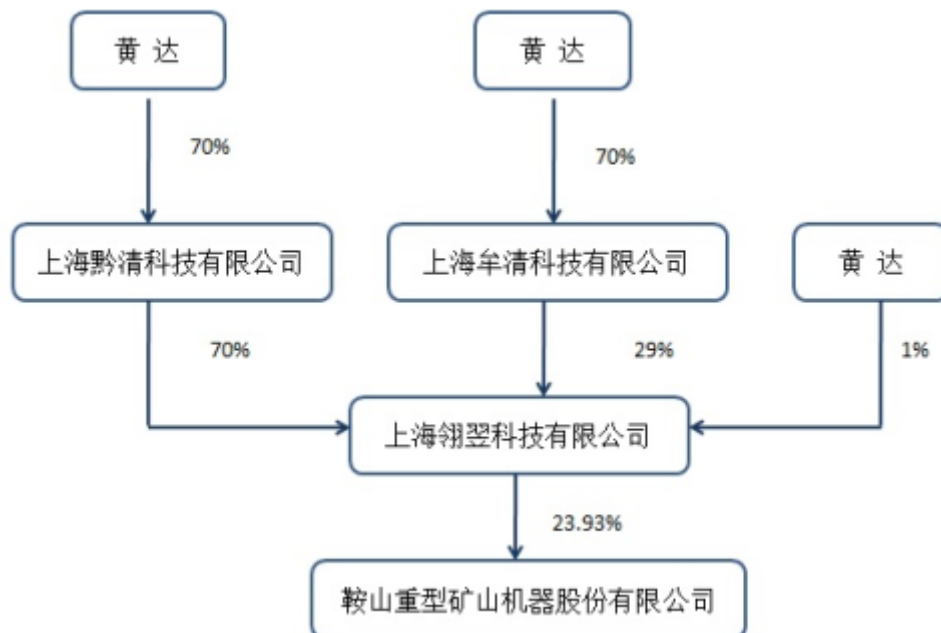 黄 达
黄 达
70%
70%
上海黔清科技有限公司
上海牟清科技有限公司
黄 达
70%
29%
1%
上海翎翌科技有限公司
23.93%
鞍山重型矿山机器股份有限公司